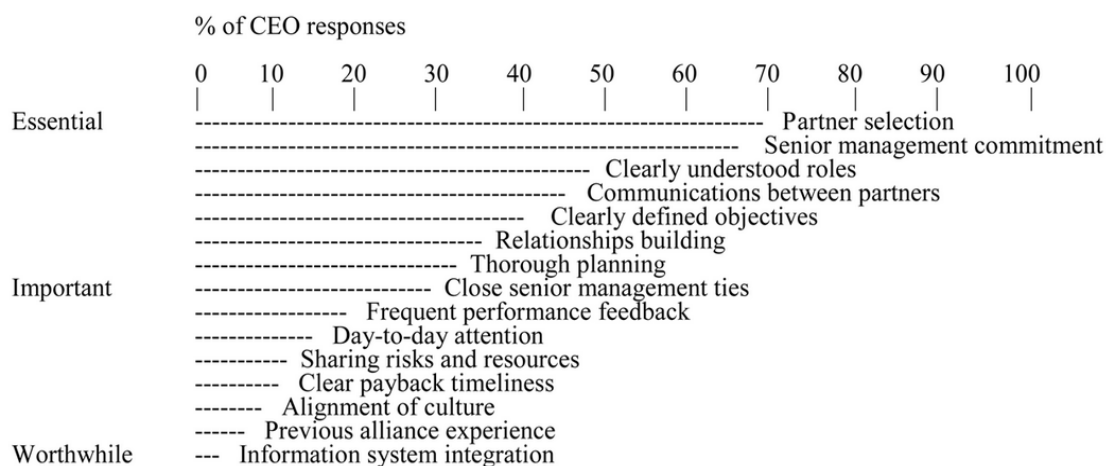 % of CEO responses
0 10 20 30 40 50 60 70 80 90 100
Essential Partner selection
Senior management commitment
Clearly understood roles
Communications between partners
Clearly defined objectives
Relationships building
Thorough planning
Important Close senior management ties
Frequent performance feedback
Day-to-day attention
Sharing risks and resources
Clear payback timeliness
Alignment of culture
Previous alliance experience
Worthwhile Information system integration